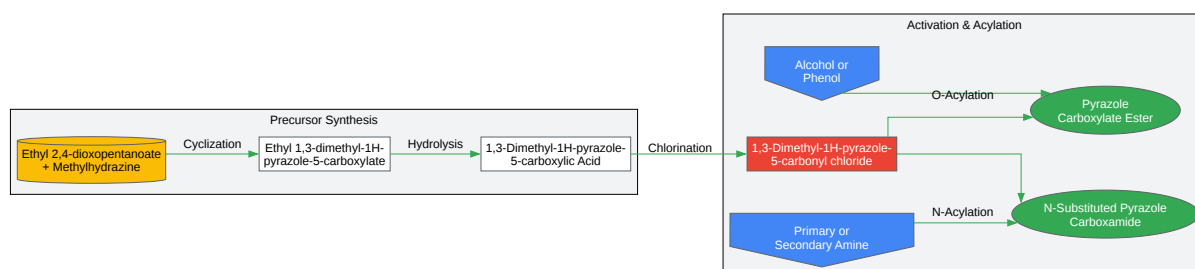 Activation & Acylation
Alcohol or
Phenol
O-Acylation
Pyrazole
Carboxylate Ester
Precursor Synthesis
Ethyl 2,4-dioxopentanoate
+ Methylhydrazine
Cyclization
Ethyl 1,3-dimethyl-1H-
pyrazole-5-carboxylate
Hydrolysis
1,3-Dimethyl-1H-pyrazole-
5-carboxylic Acid
Chlorination
1,3-Dimethyl-1H-pyrazole-
5-carbonyl chloride
N-Acylation
N-Substituted Pyrazole
Carboxamide
Primary or
Secondary Amine